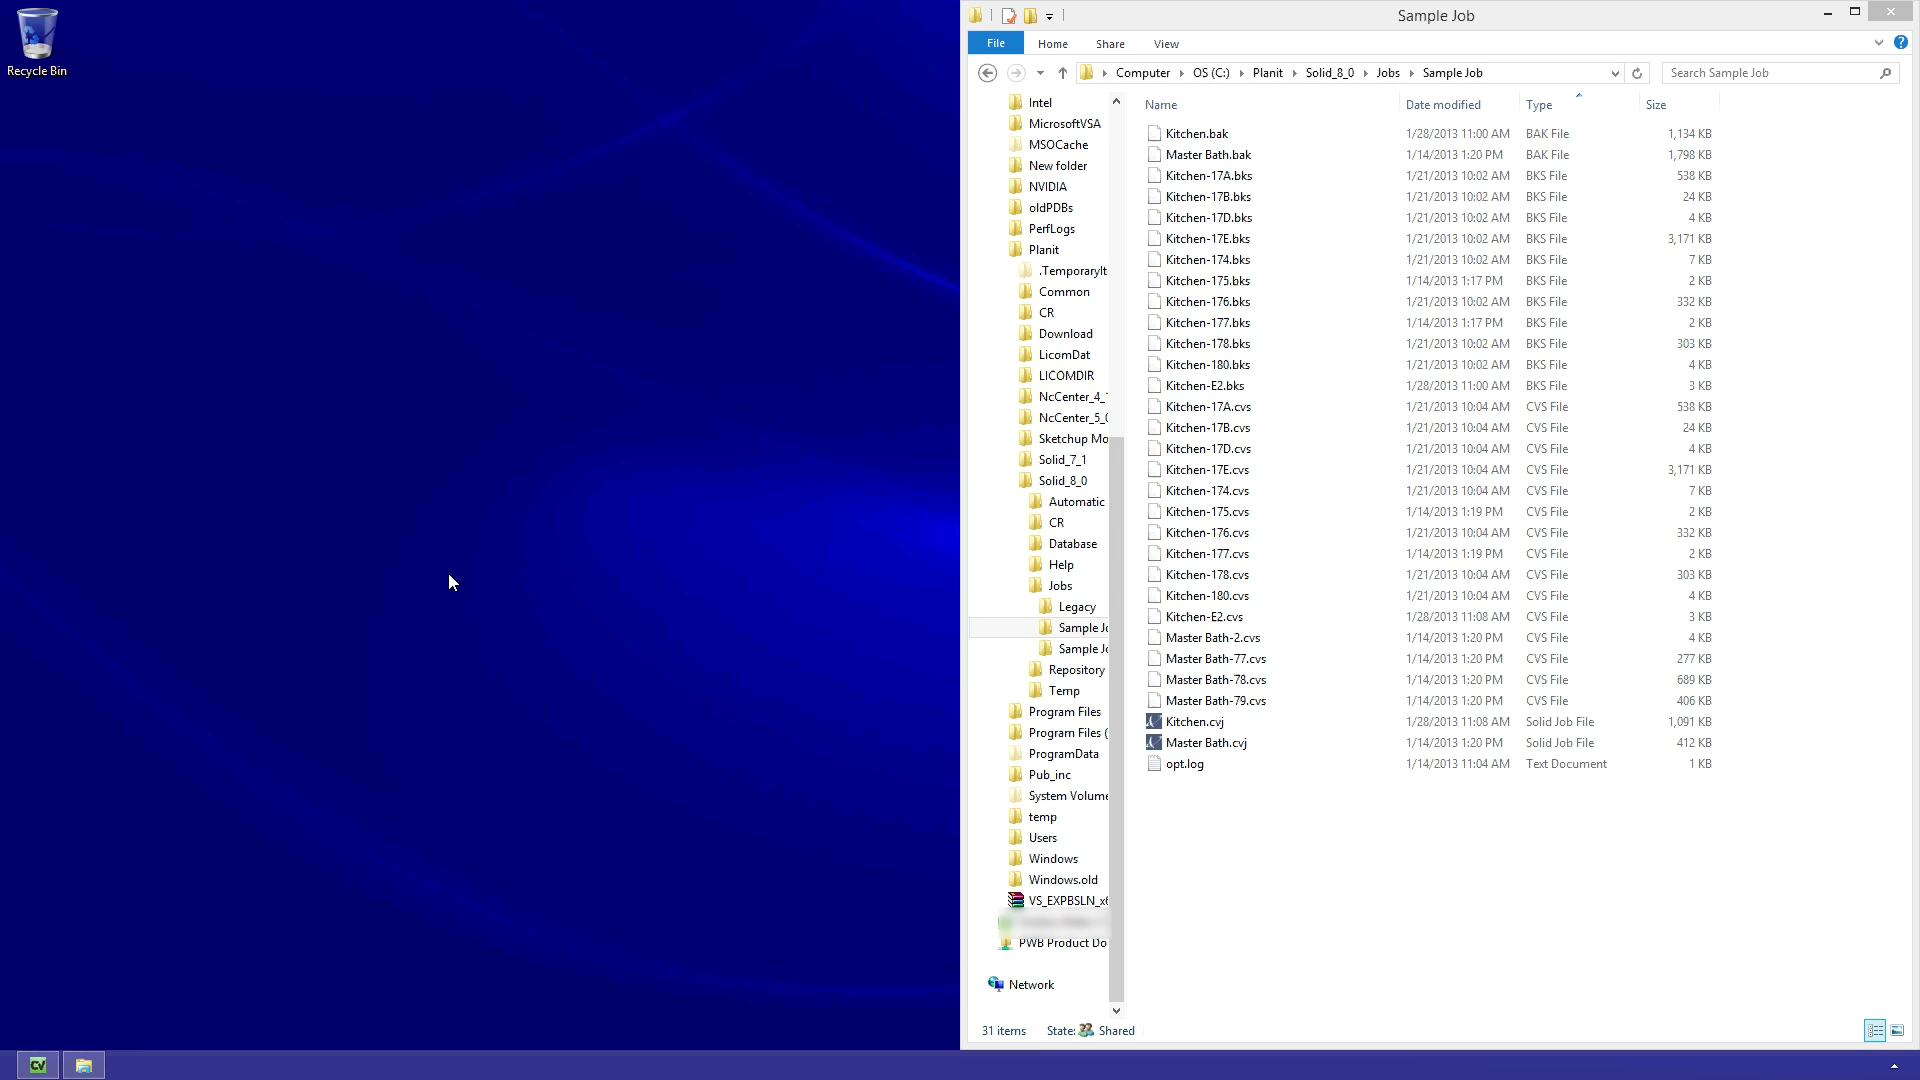 Recycle Bin
Sample Job
File Home Share View
Computer OS (C:) Planit Solid_8_0 Jobs Sample Job
Search Sample Job
Intel
MicrosoftVSA
MSOCache
New folder
NVIDIA
oldPDBs
PerfLogs
Planit
.TemporaryIt
Common
CR
Download
LicomDat
LICOMDIR
NcCenter_4_
NcCenter_5_0
Sketchup Mo
Solid_7_1
Solid_8_0
Automatic
CR
Database
Help
Jobs
Legacy
Sample Jo
Sample Jo
Repository
Temp
Program Files
Program Files (
ProgramData
Pub_inc
System Volume
temp
Users
Windows
Windows.old
VS_EXPBSLN_x6
PWB Product Do
Network
Name Date modified Type Size
Kitchen.bak 1/28/2013 11:00 AM BAK File 1,134 KB
Master Bath.bak 1/14/2013 1:20 PM BAK File 1,798 KB
Kitchen-17A.bks 1/21/2013 10:02 AM BKS File 538 KB
Kitchen-17B.bks 1/21/2013 10:02 AM BKS File 24 KB
Kitchen-17D.bks 1/21/2013 10:02 AM BKS File 4 KB
Kitchen-17E.bks 1/21/2013 10:02 AM BKS File 3,171 KB
Kitchen-174.bks 1/21/2013 10:02 AM BKS File 7 KB
Kitchen-175.bks 1/14/2013 1:17 PM BKS File 2 KB
Kitchen-176.bks 1/21/2013 10:02 AM BKS File 332 KB
Kitchen-177.bks 1/14/2013 1:17 PM BKS File 2 KB
Kitchen-178.bks 1/21/2013 10:02 AM BKS File 303 KB
Kitchen-180.bks 1/21/2013 10:02 AM BKS File 4 KB
Kitchen-E2.bks 1/28/2013 11:00 AM BKS File 3 KB
Kitchen-17A.cvs 1/21/2013 10:04 AM CVS File 538 KB
Kitchen-17B.cvs 1/21/2013 10:04 AM CVS File 24 KB
Kitchen-17D.cvs 1/21/2013 10:04 AM CVS File 4 KB
Kitchen-17E.cvs 1/21/2013 10:04 AM CVS File 3,171 KB
Kitchen-174.cvs 1/21/2013 10:04 AM CVS File 7 KB
Kitchen-175.cvs 1/14/2013 1:19 PM CVS File 2 KB
Kitchen-176.cvs 1/21/2013 10:04 AM CVS File 332 KB
Kitchen-177.cvs 1/14/2013 1:19 PM CVS File 2 KB
Kitchen-178.cvs 1/21/2013 10:04 AM CVS File 303 KB
Kitchen-180.cvs 1/21/2013 10:04 AM CVS File 4 KB
Kitchen-E2.cvs 1/28/2013 11:08 AM CVS File 3 KB
Master Bath-2.cvs 1/14/2013 1:20 PM CVS File 4 KB
Master Bath-77.cvs 1/14/2013 1:20 PM CVS File 277 KB
Master Bath-78.cvs 1/14/2013 1:20 PM CVS File 689 KB
Master Bath-79.cvs 1/14/2013 1:20 PM CVS File 406 KB
Kitchen.cvj 1/28/2013 11:08 AM Solid Job File 1,091 KB
Master Bath.cvj 1/14/2013 1:20 PM Solid Job File 412 KB
opt.log 1/14/2013 11:04 AM Text Document 1 KB
31 items State: Shared
CV